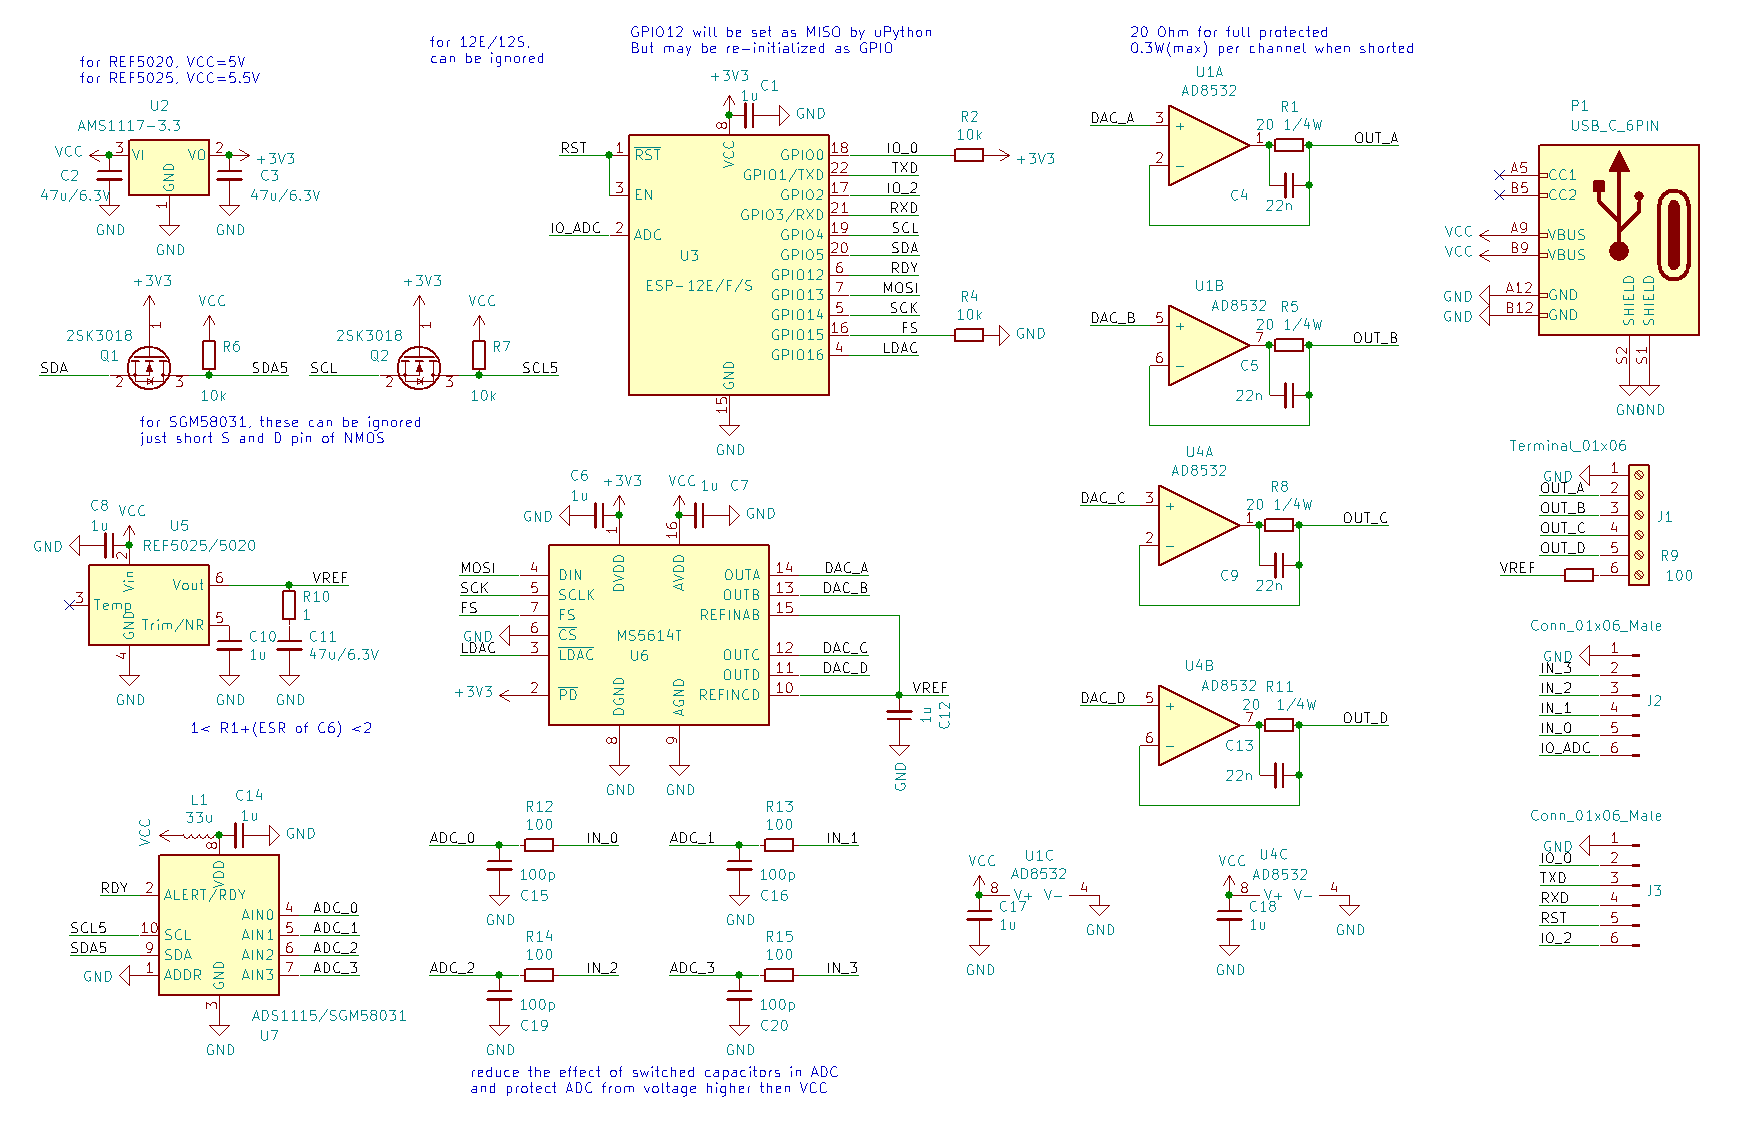 for REF5020, VCC=5V
for REF5025, VCC=5.5V
U2
AMS1117-3.3
VCC
3
VI
VO
2
+3V3
GND
1
C2
47u/6.3V
C3
47u/6.3V
GND
GND
GND
for 12E/12S,
can be ignored
GPIO12 will be set as MISO by uPython
But may be re-initialized as GPIO
+3V3
C1
1u
GND
8
VCC
RST
1
RST
3
EN
IO_ADC
2
ADC
U3
ESP-12E/F/S
GPIO0
18
IO_0
GPIO1/TXD
22
TXD
GPIO2
17
IO_2
GPIO3/RXD
21
RXD
GPIO4
19
SCL
GPIO5
20
SDA
GPIO12
6
RDY
GPIO13
7
MOSI
GPIO14
5
SCK
GPIO15
16
FS
GPIO16
4
LDAC
GND
15
GND
R2
10k
+3V3
R4
10k
GND
20 Ohm for full protected
0.3W(max) per channel when shorted
U1A
AD8532
DAC_A
3
+
2
-
1
R1
20 1/4W
OUT_A
C4
22n
U1B
AD8532
DAC_B
5
+
6
-
7
R5
20 1/4W
OUT_B
C5
22n
U4A
AD8532
DAC_C
3
+
2
-
1
R8
20 1/4W
OUT_C
C9
22n
U4B
AD8532
DAC_D
5
+
6
-
7
R11
20 1/4W
OUT_D
C13
22n
P1
USB_C_6PIN
A5
CC1
B5
CC2
VCC
A9
VBUS
VCC
B9
VBUS
GND
A12
GND
GND
B12
GND
SHIELD
SHIELD
S2
S1
GND
GND
+3V3
1
2SK3018
Q1
SDA
2
3
VCC
R6
10k
SDA5
+3V3
1
2SK3018
Q2
SCL
2
3
VCC
R7
10k
SCL5
for SGM58031, these can be ignored
just short S and D pin of NMOS
C8
1u
VCC
GND
2
U5
REF5025/5020
Vin
Vout
6
VREF
3
Temp
GND
Trim/NR
5
4
GND
R10
1
C10
1u
C11
47u/6.3V
GND
GND
1< R1+(ESR of C6) <2
C6
1u
+3V3
GND
1
VCC
1u
C7
GND
16
DVDD
AVDD
MOSI
4
DIN
SCK
5
SCLK
FS
7
FS
GND
6
CS
LDAC
3
LDAC
+3V3
2
PD
MS5614T
U6
OUTA
14
DAC_A
OUTB
13
DAC_B
REFINAB
15
OUTC
12
DAC_C
OUTD
11
DAC_D
REFINCD
10
VREF
DGND
AGND
8
9
GND
GND
1u
C12
GND
Terminal_01x06
GND
1
OUT_A
2
OUT_B
3
OUT_C
4
OUT_D
5
VREF
6
J1
R9
100
Conn_01x06_Male
GND
1
IN_3
2
IN_2
3
IN_1
4
IN_0
5
IO_ADC
6
J2
Conn_01x06_Male
GND
1
IO_0
2
TXD
3
RXD
4
RST
5
IO_2
6
J3
L1
33u
VCC
C14
1u
GND
8
VDD
RDY
2
ALERT/RDY
SCL5
10
SCL
SDA5
9
SDA
GND
1
ADDR
AIN0
4
ADC_0
AIN1
5
ADC_1
AIN2
6
ADC_2
AIN3
7
ADC_3
GND
3
GND
ADS1115/SGM58031
U7
ADC_0
R12
100
IN_0
100p
C15
GND
ADC_1
R13
100
IN_1
100p
C16
GND
ADC_2
R14
100
IN_2
100p
C19
GND
ADC_3
R15
100
IN_3
100p
C20
GND
reduce the effect of switched capacitors in ADC
and protect ADC from voltage higher then VCC
VCC
U1C
AD8532
8
V+
V-
4
C17
1u
GND
GND
VCC
U4C
AD8532
8
V+
V-
4
C18
1u
GND
GND